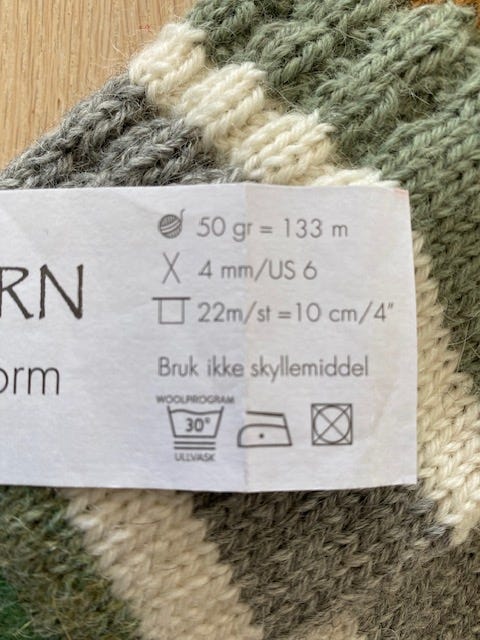 50 gr = 133 m
4 mm/US 6
22m/st =10 cm/4"
RN
orm
Bruk ikke skyllemiddel
WOOLPROGRAM
30°
ULLVASK